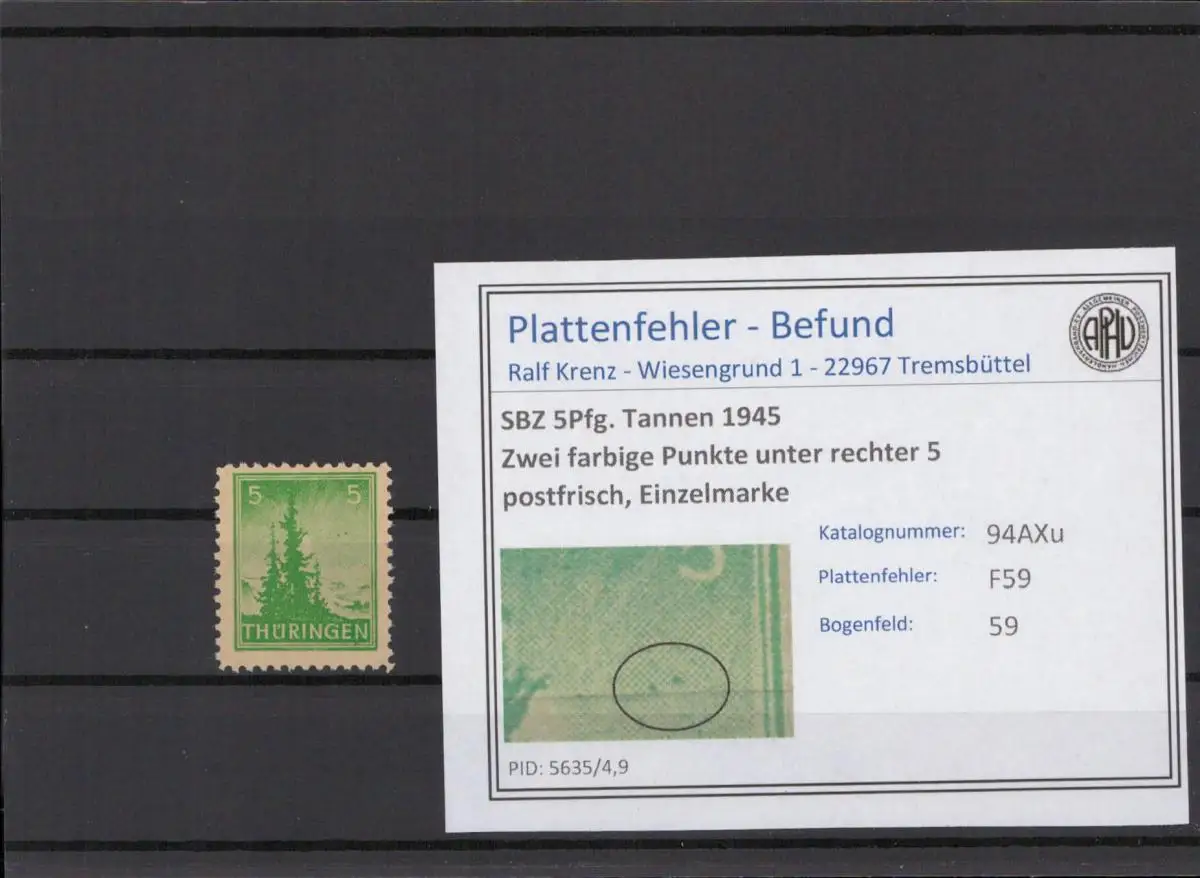 5 5
THÜRINGEN
Plattenfehler - Befund
Ralf Krenz - Wiesengrund 1 - 22967 Tremsbüttel
APHV
SBZ 5Pfg. Tannen 1945
Zwei farbige Punkte unter rechter 5
postfrisch, Einzelmarke
Katalognummer: 94AXu
Plattenfehler: F59
Bogenfeld: 59
PID: 5635/4,9